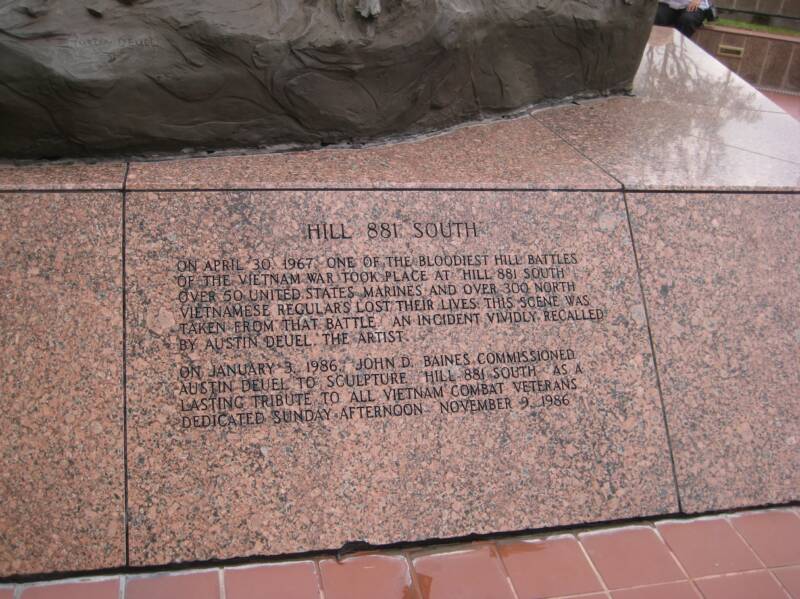 AUSTIN DEUEL
HILL 881 SOUTH
ON APRIL 30, 1967, ONE OF THE BLOODIEST HILL BATTLES
OF THE VIETNAM WAR TOOK PLACE AT "HILL 881 SOUTH"
OVER 50 UNITED STATES MARINES AND OVER 300 NORTH
VIETNAMESE REGULARS LOST THEIR LIVES. THIS SCENE WAS
TAKEN FROM THAT BATTLE, AN INCIDENT VIVIDLY RECALLED
BY AUSTIN DEUEL, THE ARTIST.
ON JANUARY 3, 1986, JOHN D. BAINES COMMISSIONED
AUSTIN DEUEL TO SCULPTURE "HILL 881 SOUTH" AS A
LASTING TRIBUTE TO ALL VIETNAM COMBAT VETERANS
DEDICATED SUNDAY AFTERNOON NOVEMBER 9, 1986